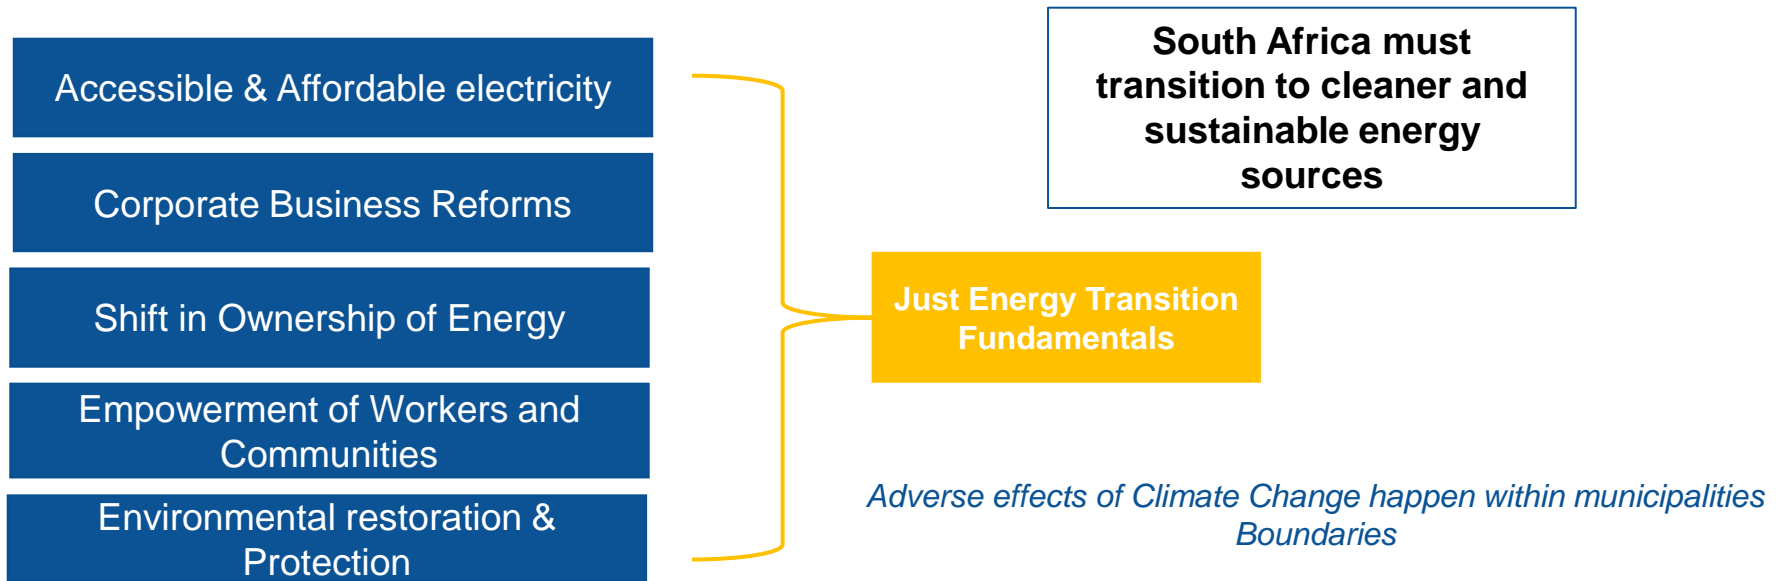 Accessible & Affordable electricity
Corporate Business Reforms
Shift in Ownership of Energy
Empowerment of Workers and
Communities
Environmental restoration &
Protection
Just Energy Transition
Fundamentals
South Africa must
transition to cleaner and
sustainable energy
sources
Adverse effects of Climate Change happen within municipalities
Boundaries